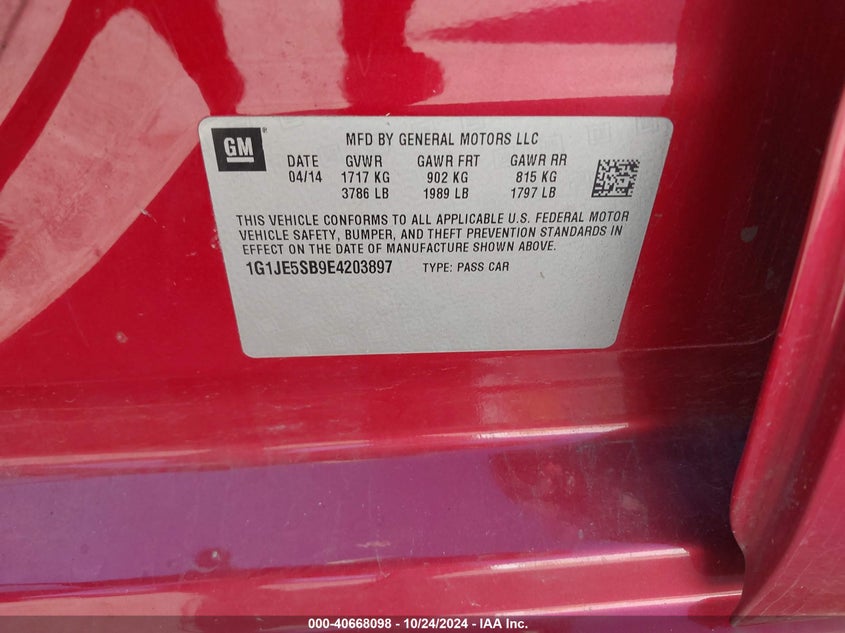 GM
MFD BY GENERAL MOTORS LLC
DATE GVWR GAWR FRT GAWR RR
04/14 1717 KG 902 KG 815 KG
3786 LB 1989 LB 1797 LB
THIS VEHICLE CONFORMS TO ALL APPLICABLE U.S. FEDERAL MOTOR
VEHICLE SAFETY, BUMPER, AND THEFT PREVENTION STANDARDS IN
EFFECT ON THE DATE OF MANUFACTURE SHOWN ABOVE.
1G1JE5SB9E4203897 TYPE: PASS CAR
000-40668098 - 10/24/2024 - IAA Inc.